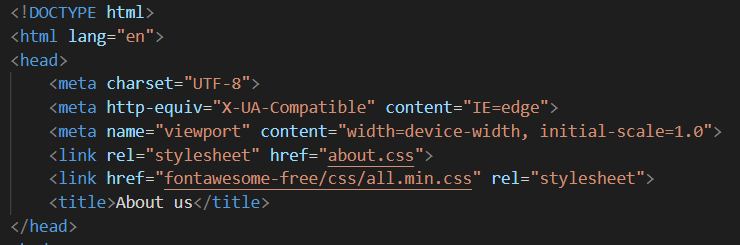 <!DOCTYPE html>
<html lang="en">
<head>
    <meta charset="UTF-8">
    <meta http-equiv="X-UA-Compatible" content="IE=edge">
    <meta name="viewport" content="width=device-width, initial-scale=1.0">
    <link rel="stylesheet" href="about.css">
    <link href="fontawesome-free/css/all.min.css" rel="stylesheet">
    <title>About us</title>
</head>